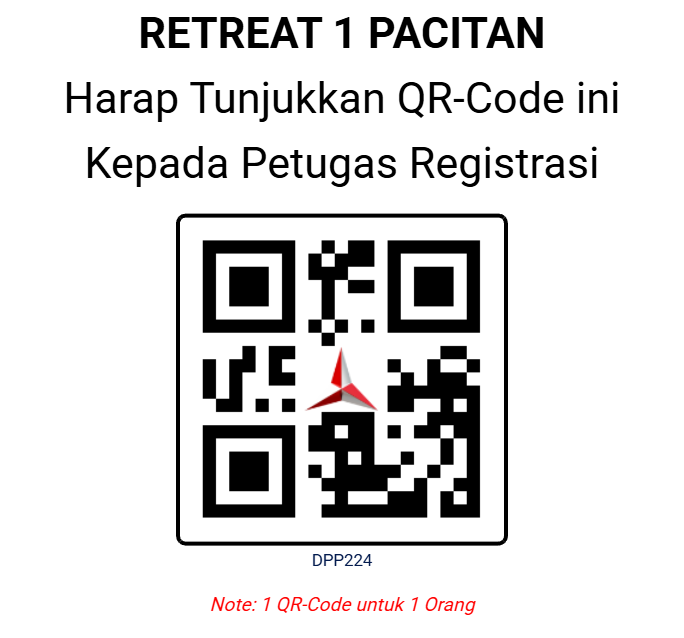 RETREAT 1 PACITAN
Harap Tunjukkan QR-Code ini
Kepada Petugas Registrasi
DPP224
Note: 1 QR-Code untuk 1 Orang